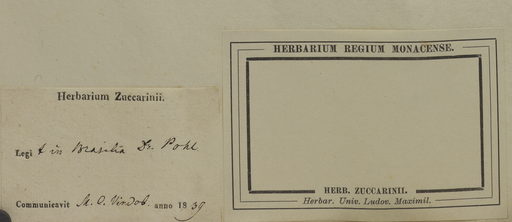 Herbarium Zuccarinii.
Legi t in Brasilia Dr. Pohl
Communicavit M. C. Vindob. anno 1839
HERBARIUM REGIUM MONACENSE.
HERB. ZUCCARINII.
Herbar. Univ. Ludov. Maximil.